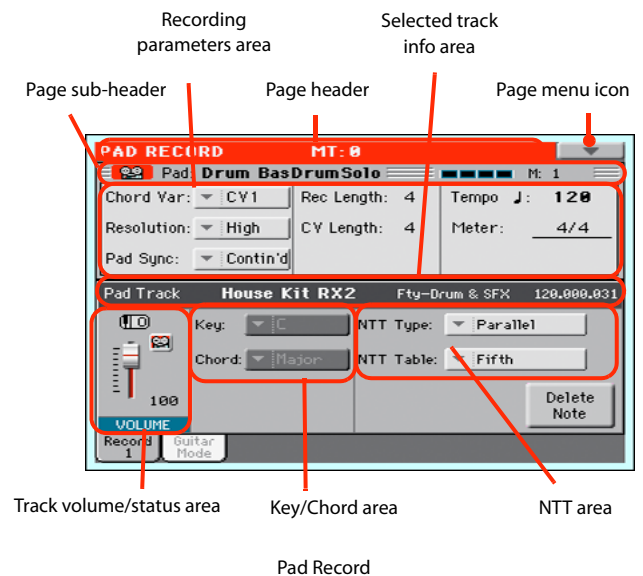 Recording
parameters area
Selected track
info area
Page sub-header
Page header
Page menu icon
PAD RECORD MT: 0
Pad: Drum BasDrumSolo M: 1
Chord Var: CV1 Rec Length: 4 Tempo ♩: 120
Resolution: High CV Length: 4 Meter: 4/4
Pad Sync: Contin'd
Pad Track House Kit RX2 Fty-Drum & SFX 120.000.031
Key: C NTT Type: Parallel
Chord: Major NTT Table: Fifth
100
Delete
Note
VOLUME
Record
1
Guitar
Mode
Track volume/status area
Key/Chord area
NTT area
Pad Record